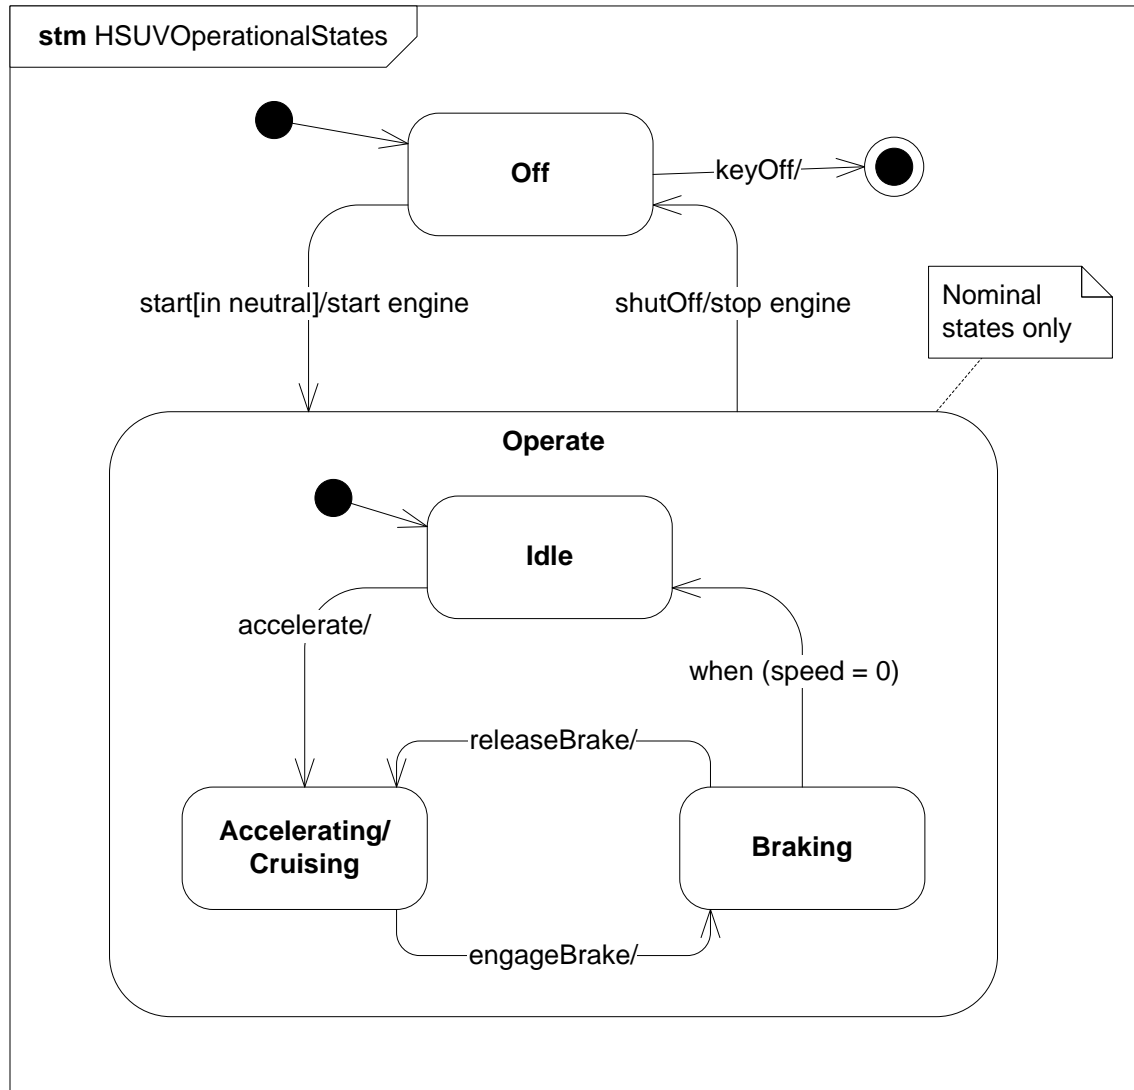 stm HSUVOperationalStates
Off
keyOff/
start[in neutral]/start engine
shutOff/stop engine
Nominal
states only
Operate
Idle
accelerate/
when (speed = 0)
releaseBrake/
Accelerating/
Cruising
Braking
engageBrake/